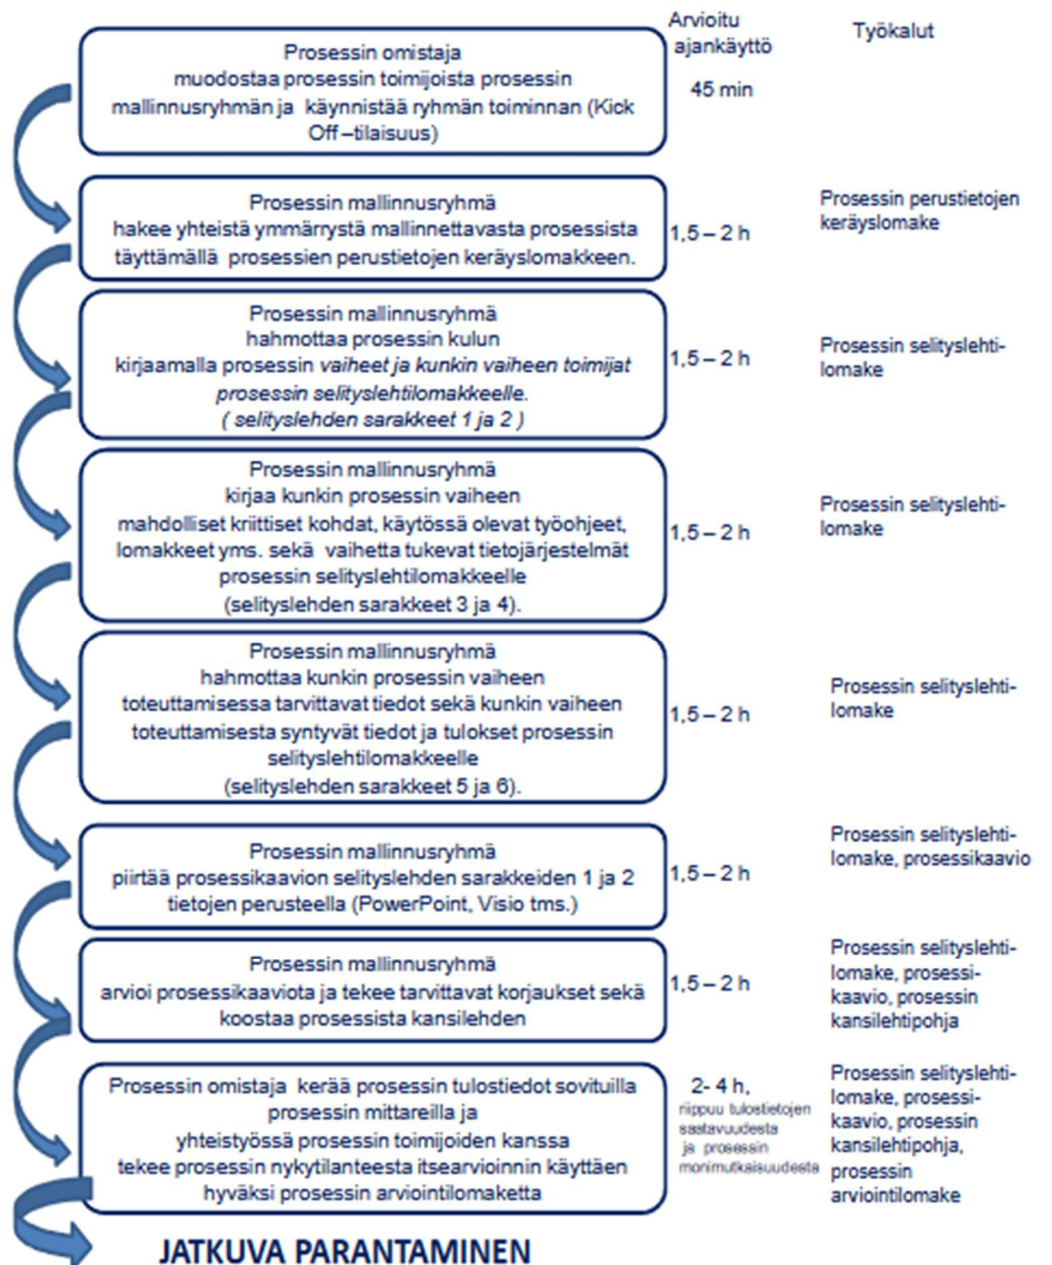 Arvioitu
ajankäyttö
Työkalut
Prosessin omistaja
muodostaa prosessin toimijoista prosessin
mallinnusryhmän ja käynnistää ryhmän toiminnan (Kick
Off –tilaisuus)
45 min
Prosessin mallinnusryhmä
hakee yhteistä ymmärrystä mallinnettavasta prosessista
täyttämällä prosessien perustietojen keräyslomakkeen.
1,5 – 2 h
Prosessin perustietojen
keräyslomake
Prosessin mallinnusryhmä
hahmottaa prosessin kulun
kirjaamalla prosessin vaiheet ja kunkin vaiheen toimijat
prosessin selityslehtilomakkeelle.
( selityslehden sarakkeet 1 ja 2 )
1,5 – 2 h
Prosessin selityslehti-
lomake
Prosessin mallinnusryhmä
kirjaa kunkin prosessin vaiheen
mahdolliset kriittiset kohdat, käytössä olevat työohjeet,
lomakkeet yms. sekä vaihetta tukevat tietojärjestelmät
prosessin selityslehtilomakkeelle
(selityslehden sarakkeet 3 ja 4).
1,5 – 2 h
Prosessin selityslehti-
lomake
Prosessin mallinnusryhmä
hahmottaa kunkin prosessin vaiheen
toteuttamisessa tarvittavat tiedot sekä kunkin vaiheen
toteuttamisesta syntyvät tiedot ja tulokset prosessin
selityslehtilomakkeelle
(selityslehden sarakkeet 5 ja 6).
1,5 – 2 h
Prosessin selityslehti-
lomake
Prosessin mallinnusryhmä
piirtää prosessikaavion selityslehden sarakkeiden 1 ja 2
tietojen perusteella (PowerPoint, Visio tms.)
1,5 – 2 h
Prosessin selityslehti-
lomake, prosessikaavio
Prosessin mallinnusryhmä
arvioi prosessikaaviota ja tekee tarvittavat korjaukset sekä
koostaa prosessista kansilehden
1,5 – 2 h
Prosessin selityslehti-
lomake, prosessi-
kaavio, prosessin
kansilehtipohja
Prosessin omistaja kerää prosessin tulostiedot sovituilla
prosessin mittareilla ja
yhteistyössä prosessin toimijoiden kanssa
tekee prosessin nykytilanteesta itsearvioinnin käyttäen
hyväksi prosessin arviointilomaketta
2- 4 h,
riippuu tulostietojen
saatavuudesta
ja prosessin
monimutkaisuudesta
Prosessin selityslehti-
lomake, prosessi-
kaavio, prosessin
kansilehtipohja,
prosessin
arviointilomake
JATKUVA PARANTAMINEN